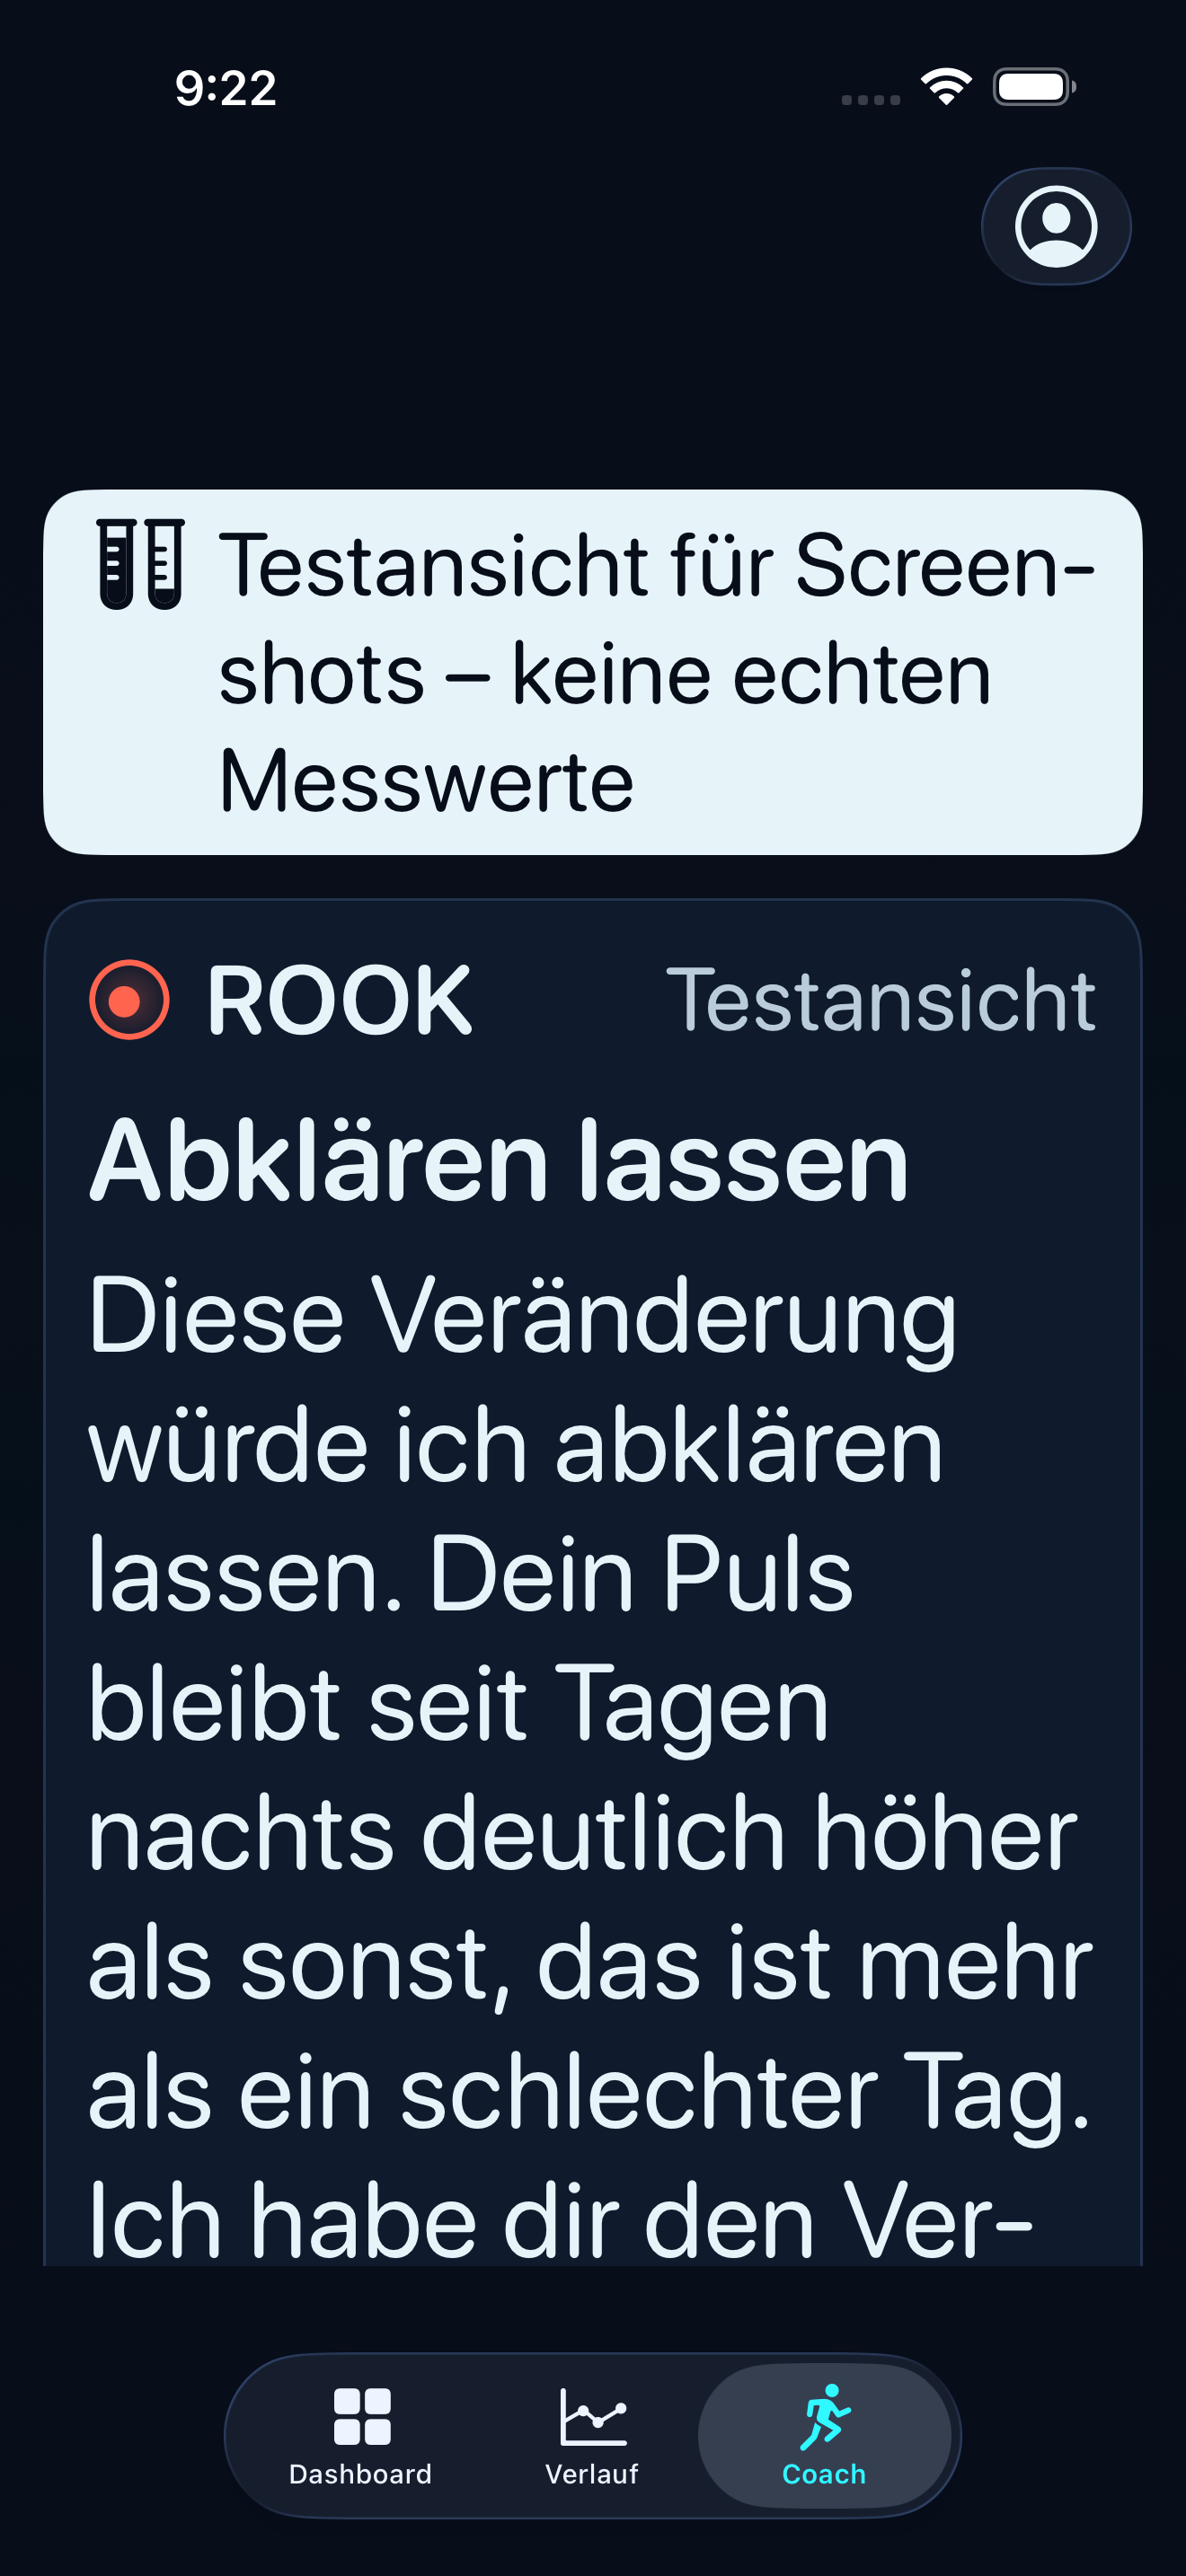 9:22
Testansicht für Screen-
shots – keine echten
Messwerte
ROOK
Testansicht
Abklären lassen
Diese Veränderung
würde ich abklären
lassen. Dein Puls
bleibt seit Tagen
nachts deutlich höher
als sonst, das ist mehr
als ein schlechter Tag.
Ich habe dir den Ver-
Dashboard
Verlauf
Coach